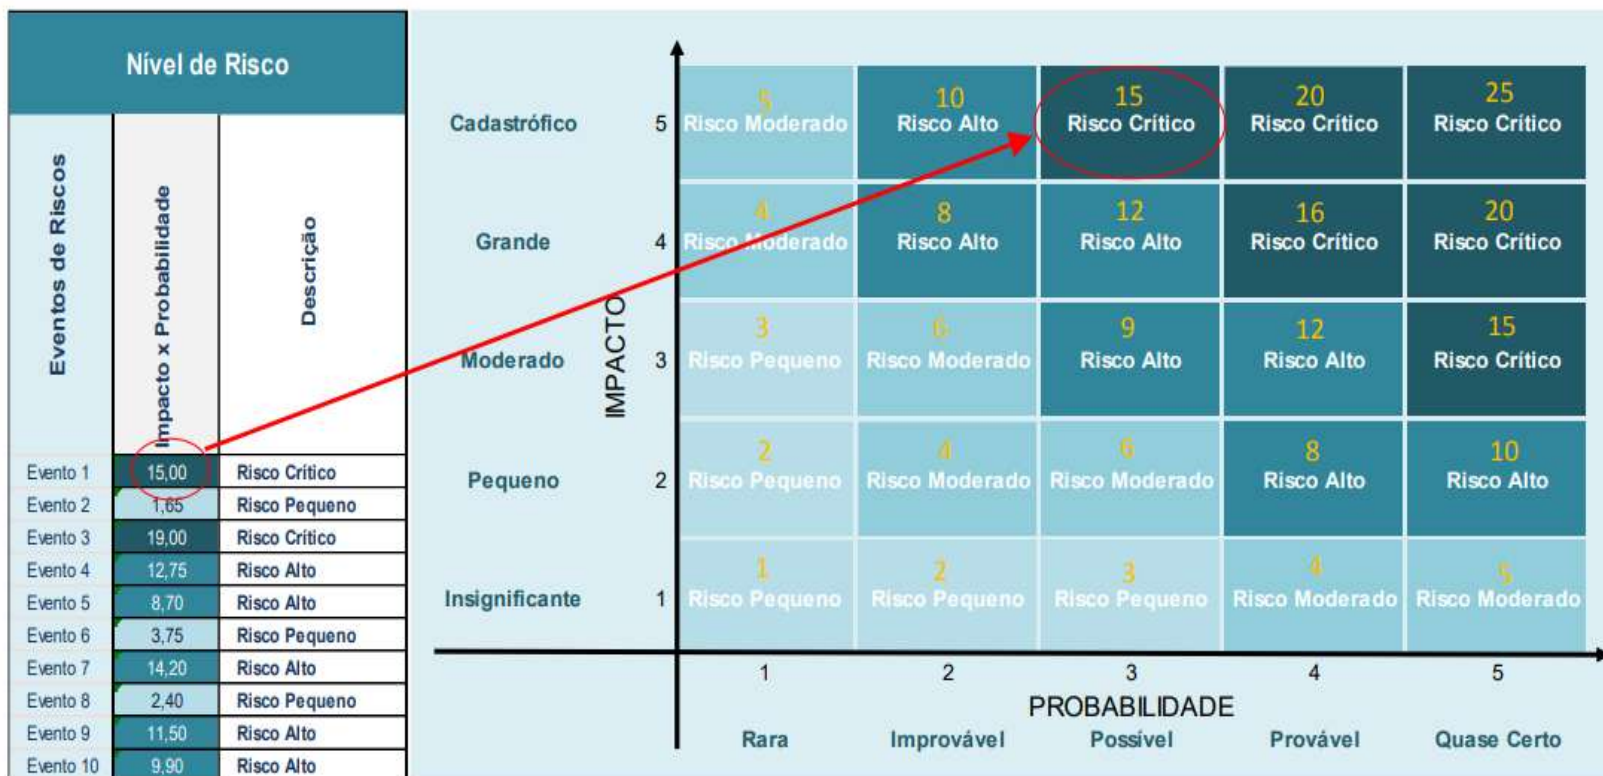 Nível de Risco
Eventos de Riscos
Impacto x Probabilidade
Descrição
Evento 1 15,00 Risco Crítico
Evento 2 1,65 Risco Pequeno
Evento 3 19,00 Risco Crítico
Evento 4 12,75 Risco Alto
Evento 5 8,70 Risco Alto
Evento 6 3,75 Risco Pequeno
Evento 7 14,20 Risco Alto
Evento 8 2,40 Risco Pequeno
Evento 9 11,50 Risco Alto
Evento 10 9,90 Risco Alto
IMPACTO
5 10 15 20 25
Cadastrófico 5 Risco Moderado Risco Alto Risco Crítico Risco Crítico Risco Crítico
4 8 12 16 20
Grande 4 Risco Moderado Risco Alto Risco Alto Risco Crítico Risco Crítico
3 6 9 12 15
Moderado 3 Risco Pequeno Risco Moderado Risco Alto Risco Alto Risco Crítico
2 4 6 8 10
Pequeno 2 Risco Pequeno Risco Moderado Risco Moderado Risco Alto Risco Alto
1 2 3 4 5
Insignificante 1 Risco Pequeno Risco Pequeno Risco Pequeno Risco Moderado Risco Moderado
1 2 3 4 5
PROBABILIDADE
Rara Improvável Possível Provável Quase Certo